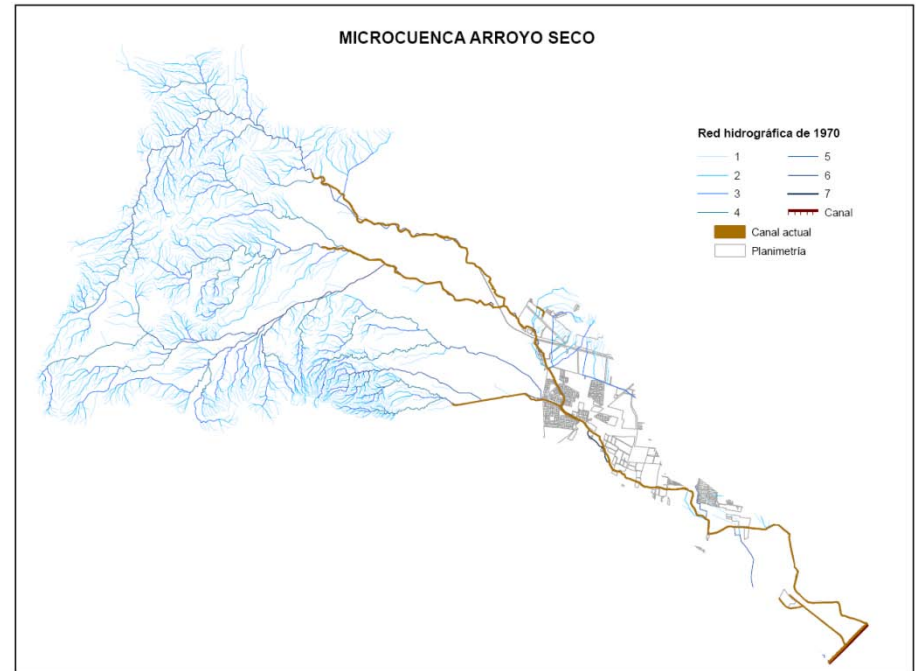 MICROCUENCA ARROYO SECO
Red hidrográfica de 1970
1
5
2
6
3
7
4
Canal
Canal actual
Planimetría